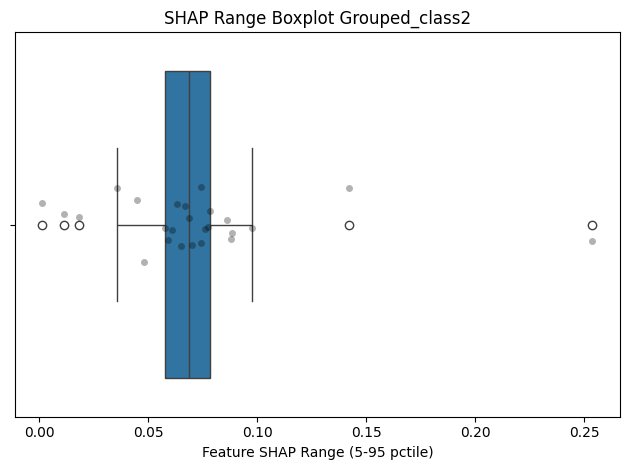 SHAP Range Boxplot Grouped_class2
0.00 0.05 0.10 0.15 0.20 0.25
Feature SHAP Range (5-95 pctile)